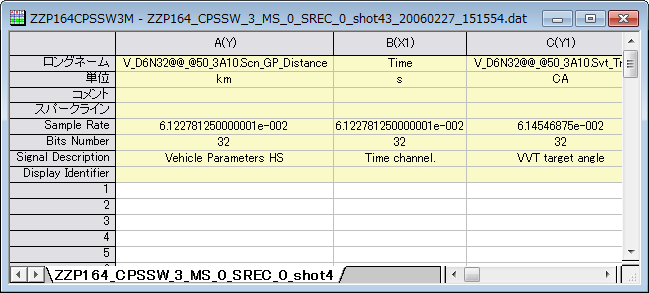 ZZP164CPSSW3M - ZZP164_CPSSW_3_MS_0_SREC_0_shot43_20060227_151554.dat
A(Y) B(X1) C(Y1)
ロングネーム V_D6N32@@_@50_3A10.Scn_GP_Distance Time V_D6N32@@_@50_3A10.Svt_Tr
単位 km s CA
コメント
スパークライン
Sample Rate 6.122781250000001e-002 6.122781250000001e-002 6.14546875e-002
Bits Number 32 32 32
Signal Description Vehicle Parameters HS Time channel. VVT target angle
Display Identifier
1
2
3
4
5
ZZP164_CPSSW_3_MS_0_SREC_0_shot4